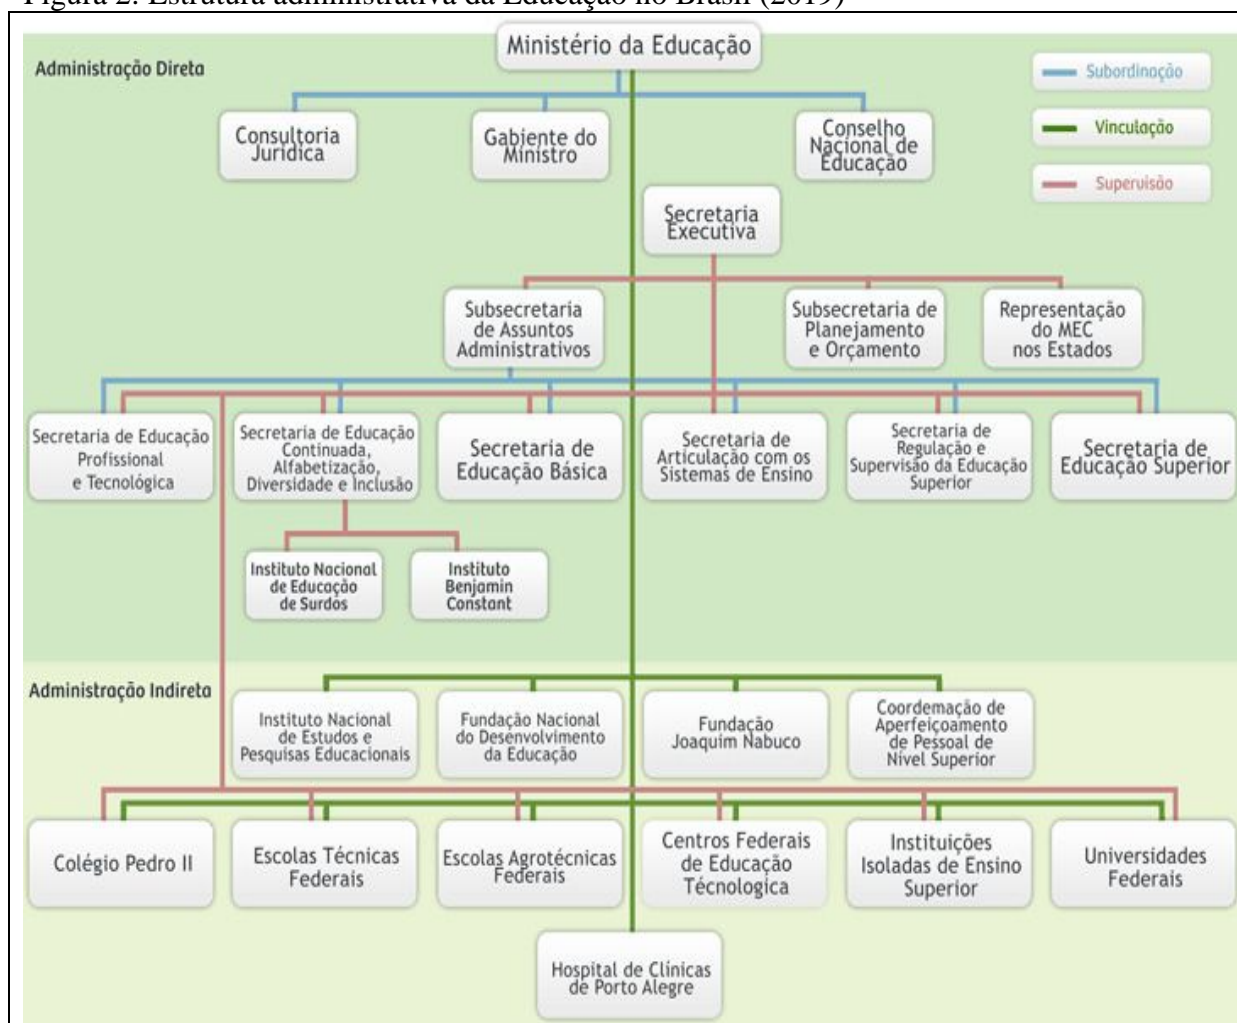 Figura 2: Estrutura administrativa da Educação no Brasil (2019)
Ministério da Educação
Administração Direta
Subordinação
Vinculação
Supervisão
Consultoria
Jurídica
Gabiente do
Ministro
Conselho
Nacional de
Educação
Secretaria
Executiva
Subsecretaria
de Assuntos
Administrativos
Subsecretaria de
Planejamento
e Orçamento
Representação
do MEC
nos Estados
Secretaria de Educação
Profissional
e Tecnológica
Secretaria de Educação
Continuada,
Alfabetização,
Diversidade e Inclusão
Secretaria de
Educação Básica
Secretaria de
Articulação com os
Sistemas de Ensino
Secretaria de
Regulação e
Supervisão da Educação
Superior
Secretaria de
Educação Superior
Instituto Nacional
de Educação
de Surdos
Instituto
Benjamin
Constant
Administração Indireta
Instituto Nacional
de Estudos e
Pesquisas Educacionais
Fundação Nacional
do Desenvolvimento
da Educação
Fundação
Joaquim Nabuco
Coordemação de
Aperfeiçoamento
de Pessoal de
Nível Superior
Colégio Pedro II
Escolas Técnicas
Federais
Escolas Agrotécnicas
Federais
Centros Federais
de Educação
Técnologica
Instituições
Isoladas de Ensino
Superior
Universidades
Federais
Hospital de Clínicas
de Porto Alegre